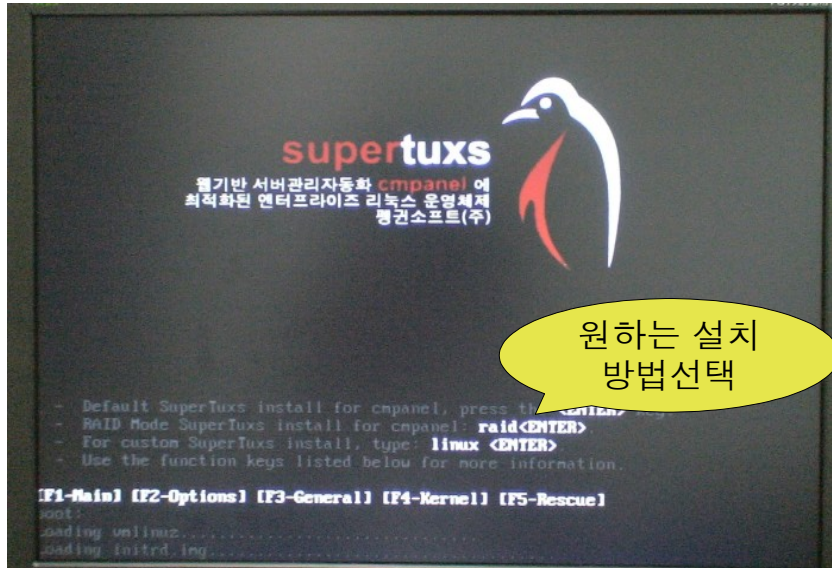 supertuxs
웹기반 서버관리자동화 cmpanel 에
최적화된 엔터프라이즈 리눅스 운영체제
펭귄소프트(주)
원하는 설치
방법선택
- Default SuperTuxs install for cmpanel, press the <ENTER> key.
- RAID Mode SuperTuxs install for cmpanel: raid<ENTER>
- For custom SuperTuxs install, type: linux <ENTER>
- Use the function keys listed below for more information.
[F1-Main] [F2-Options] [F3-General] [F4-Kernel] [F5-Rescue]
boot:
Loading vmlinuz................................
Loading initrd.img................................